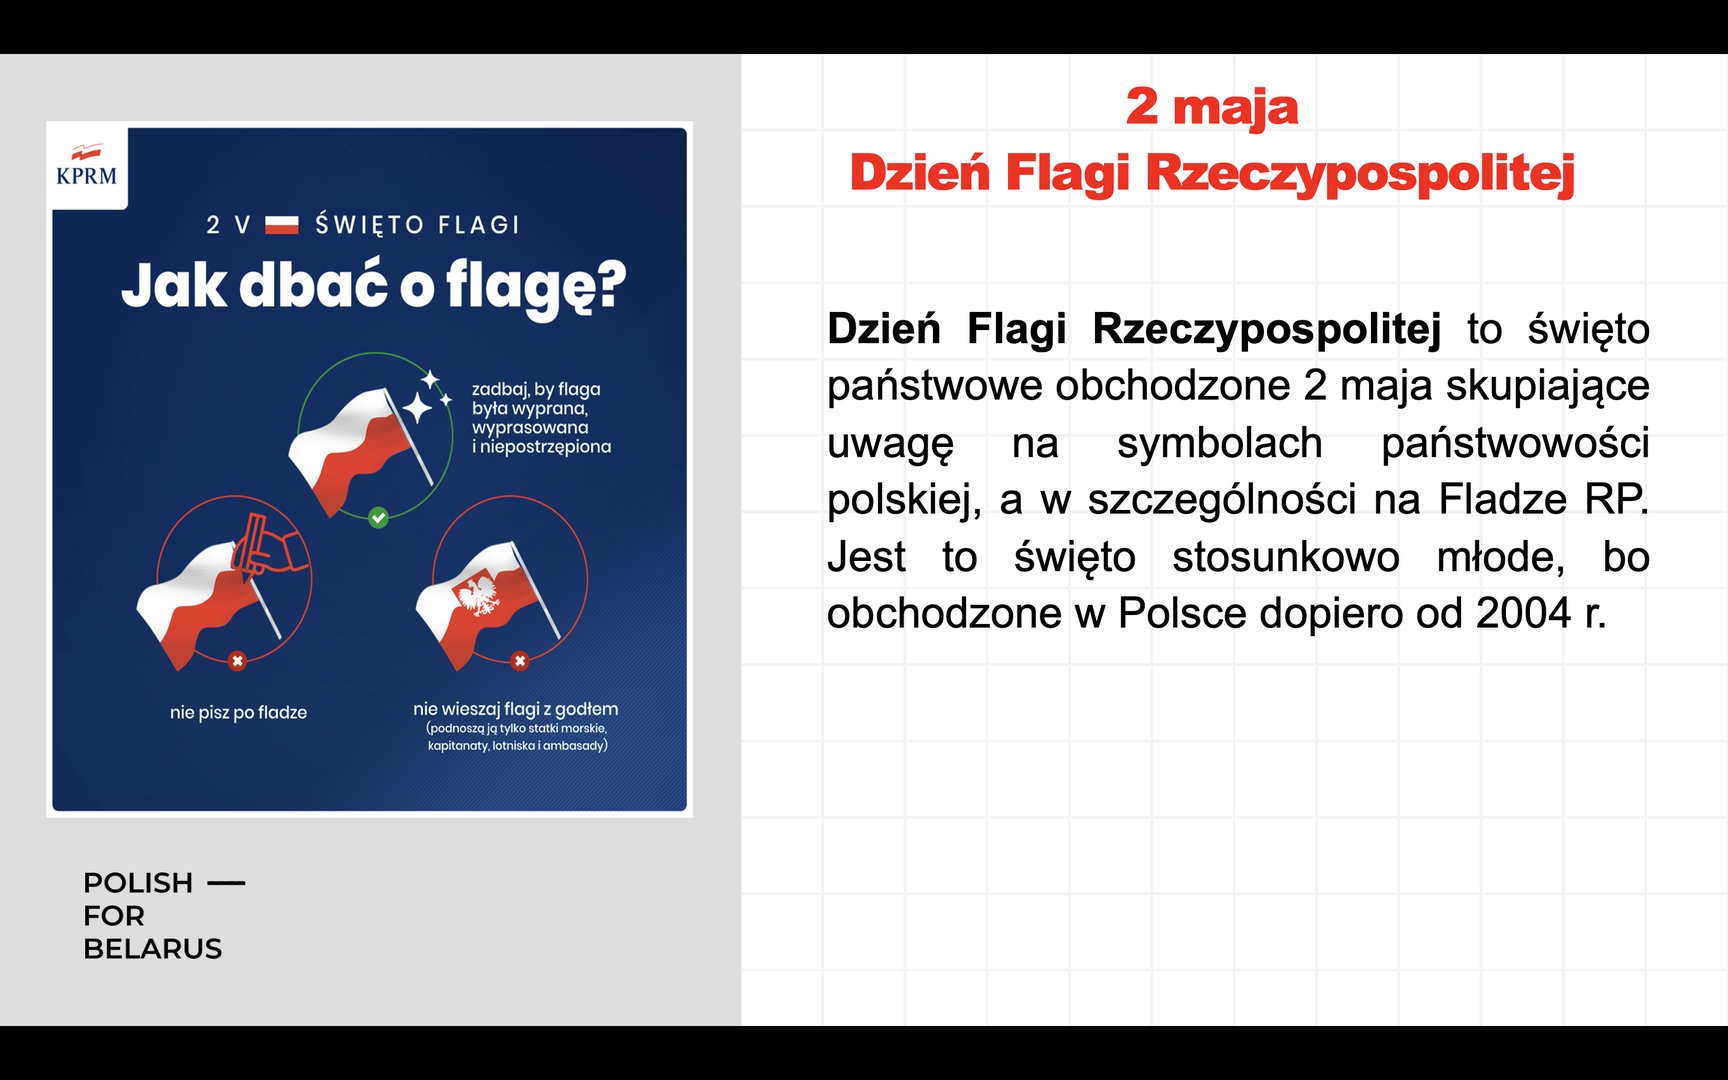 KPRM
2 V ŚWIĘTO FLAGI
Jak dbać o flagę?
zadbaj, by flaga
była wyprana,
wyprasowana
i niepostrzępiona
nie pisz po fladze
nie wieszaj flagi z godłem
(podnoszą ją tylko statki morskie,
kapitanaty, lotniska i ambasady)
POLISH —
FOR
BELARUS
2 maja
Dzień Flagi Rzeczypospolitej
Dzień Flagi Rzeczypospolitej to święto
państwowe obchodzone 2 maja skupiające
uwagę na symbolach państwowości
polskiej, a w szczególności na Fladze RP.
Jest to święto stosunkowo młode, bo
obchodzone w Polsce dopiero od 2004 r.